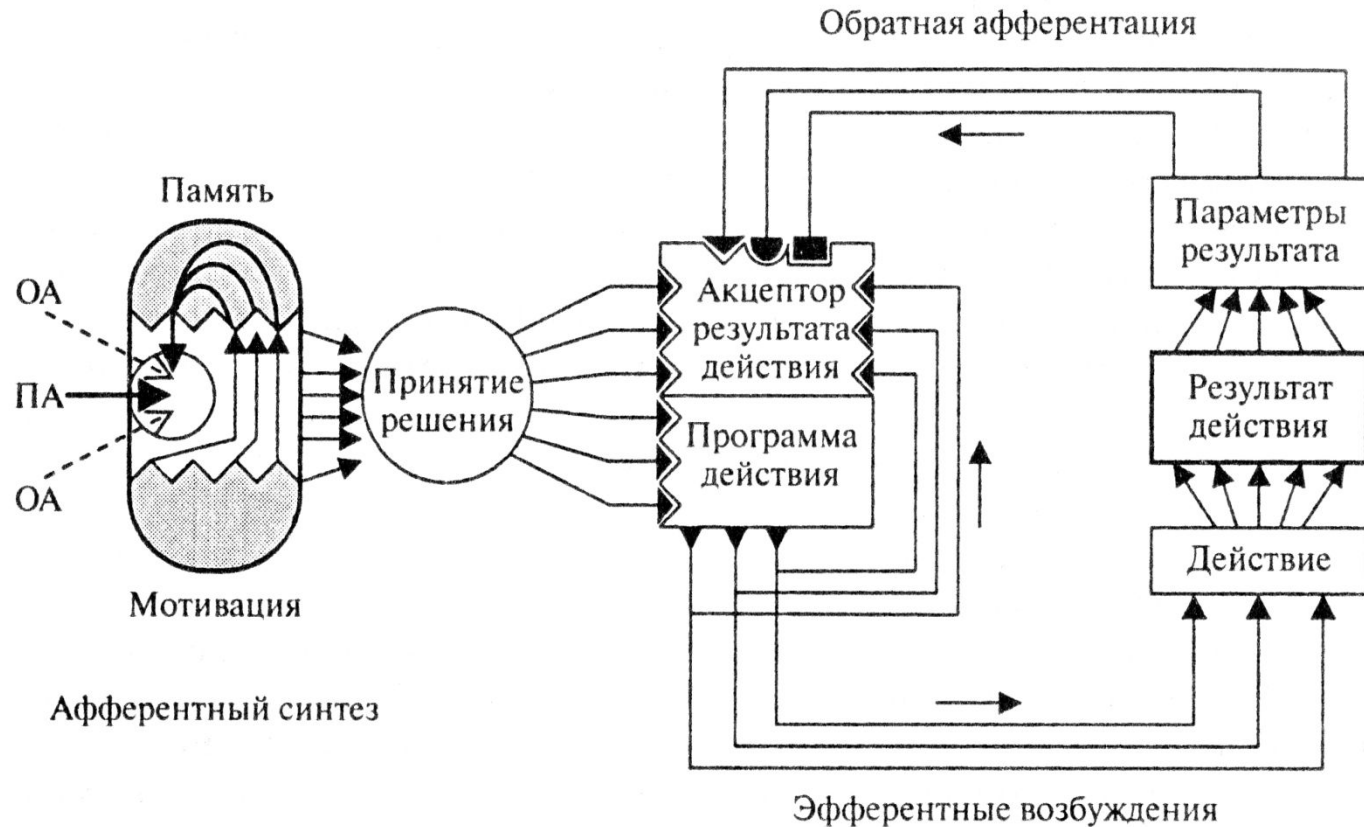 Обратная афферентация
Память
ОА
ПА
ОА
Мотивация
Афферентный синтез
Принятие
решения
Акцептор
результата
действия
Программа
действия
Параметры
результата
Результат
действия
Действие
Эфферентные возбуждения